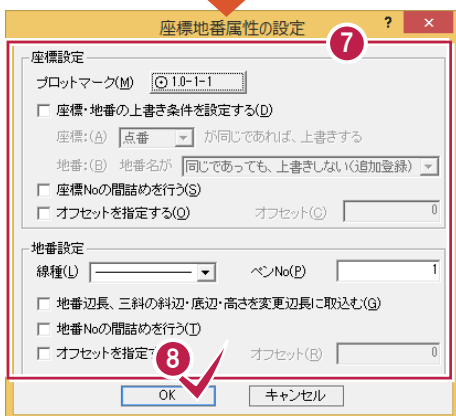 座標地番属性の設定 ? ×
7
座標設定
プロットマーク(M) 1.0-1-1
座標・地番の上書き条件を設定する(D)
座標:(A) 点番 が同じであれば、上書きする
地番:(B) 地番名が 同じであっても、上書きしない(追加登録)
座標Noの間詰めを行う(S)
オフセットを指定する(O) オフセット(C) 0
地番設定
線種(L) ペンNo(P) 1
地番辺長、三斜の斜辺・底辺・高さを変更辺長に取込む(G)
地番Noの間詰めを行う(T)
オフセットを指定 オフセット(R) 0
8
OK キャンセル